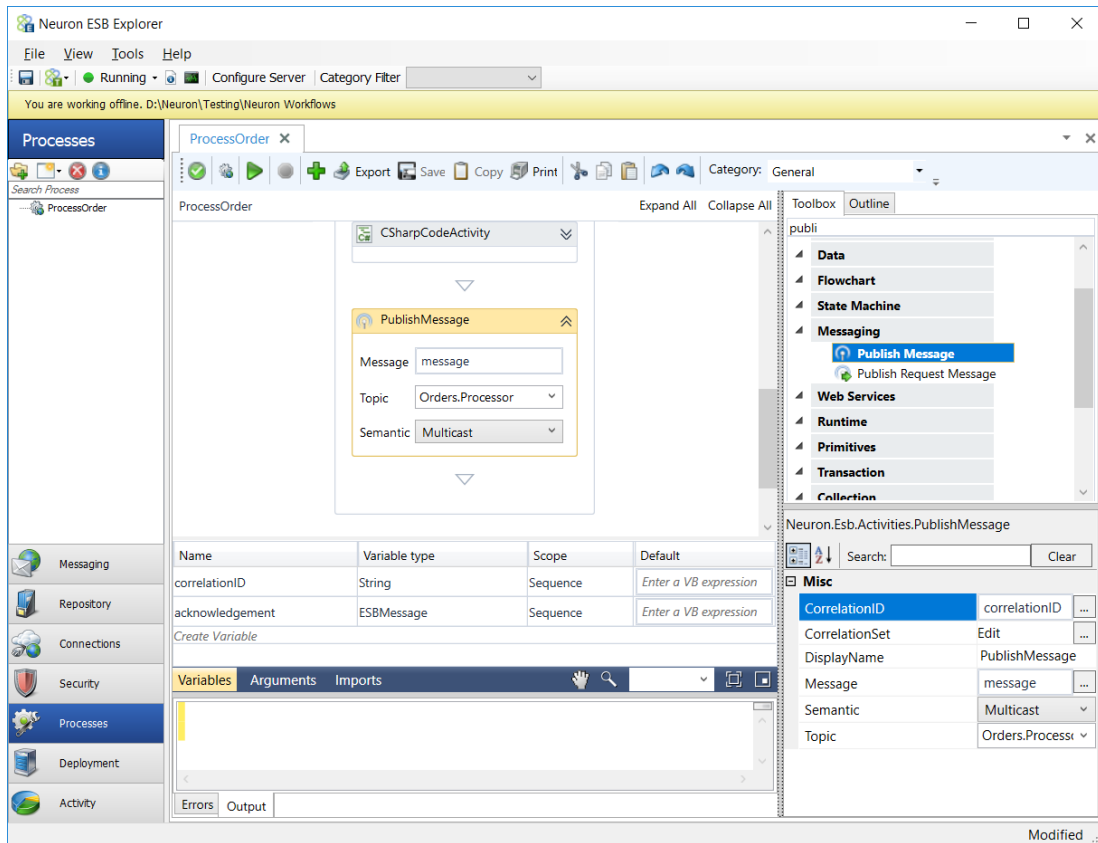 Neuron ESB Explorer
File View Tools Help
Running Configure Server Category Filter
You are working offline. D:\Neuron\Testing\Neuron Workflows
Processes
Search Process
ProcessOrder
Messaging
Repository
Connections
Security
Processes
Deployment
Activity
ProcessOrder
Export Save Copy Print Category: General
ProcessOrder Expand All Collapse All
C#
CSharpCodeActivity
PublishMessage
Message message
Topic Orders.Processor
Semantic Multicast
Name Variable type Scope Default
correlationID String Sequence Enter a VB expression
acknowledgement ESBMessage Sequence Enter a VB expression
Create Variable
Variables Arguments Imports
Errors Output
Toolbox Outline
publi
Data
Flowchart
State Machine
Messaging
Publish Message
Publish Request Message
Web Services
Runtime
Primitives
Transaction
Collection
Neuron.Esb.Activities.PublishMessage
Search: Clear
Misc
CorrelationID correlationID ...
CorrelationSet Edit ...
DisplayName PublishMessage
Message message ...
Semantic Multicast
Topic Orders.Process
Modified